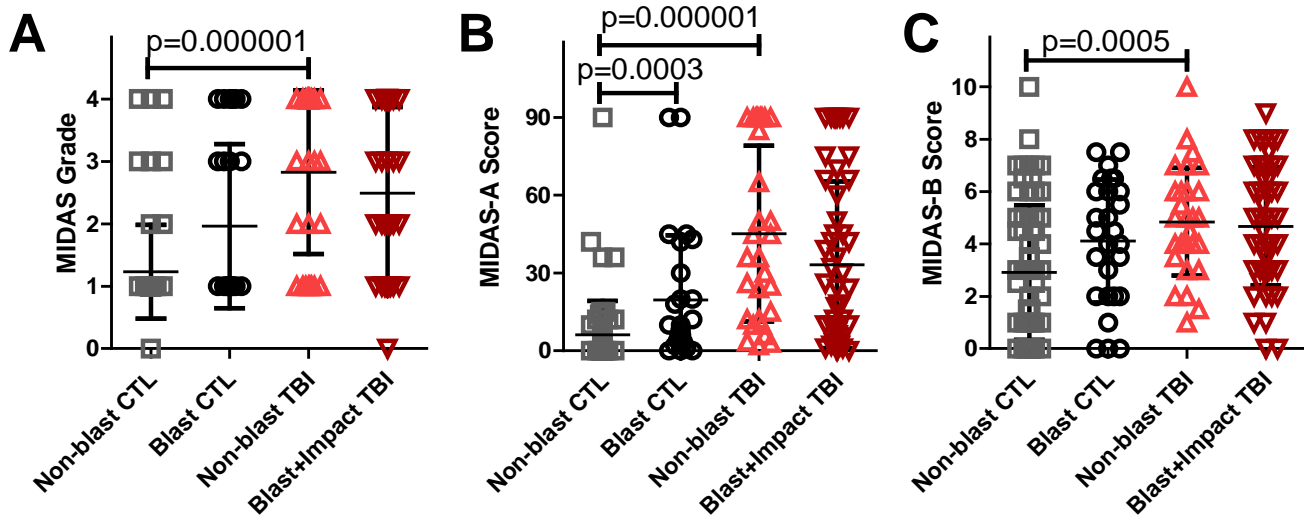 A
p=0.000001
MIDAS Grade
4
3
2
1
0
Non-blast CTL
Blast CTL
Non-blast TBI
Blast+Impact TBI
B
p=0.000001
p=0.0003
MIDAS-A Score
90
60
30
0
Non-blast CTL
Blast CTL
Non-blast TBI
Blast+Impact TBI
C
p=0.0005
MIDAS-B Score
10
8
6
4
2
0
Non-blast CTL
Blast CTL
Non-blast TBI
Blast+Impact TBI